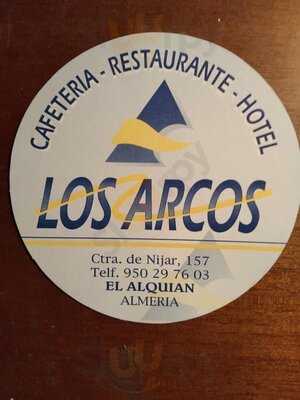 CAFETERIA - RESTAURANTE - HOTEL
LOS ARCOS
Ctra. de Nijar, 157
Telf. 950 29 76 03
EL ALQUIAN
ALMERIA